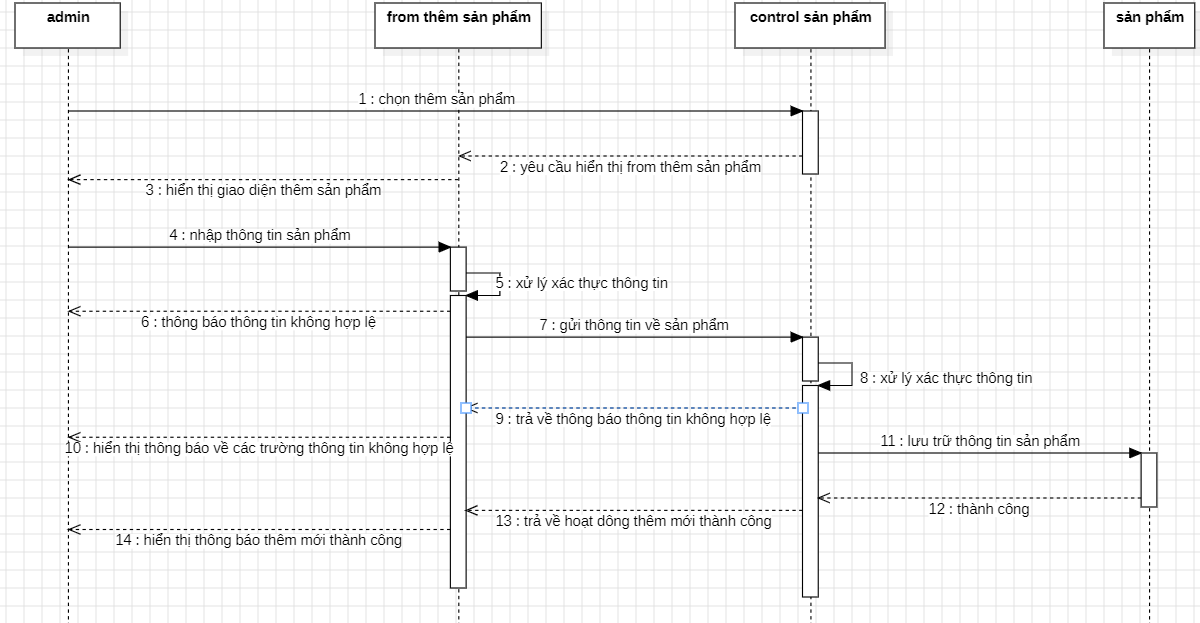 admin
from thêm sản phẩm
control sản phẩm
sản phẩm
1 : chọn thêm sản phẩm
2 : yêu cầu hiển thị from thêm sản phẩm
3 : hiển thị giao diện thêm sản phẩm
4 : nhập thông tin sản phẩm
5 : xử lý xác thực thông tin
6 : thông báo thông tin không hợp lệ
7 : gửi thông tin về sản phẩm
8 : xử lý xác thực thông tin
9 : trả về thông báo thông tin không hợp lệ
10 : hiển thị thông báo về các trường thông tin không hợp lệ
11 : lưu trữ thông tin sản phẩm
12 : thành công
13 : trả về hoạt dông thêm mới thành công
14 : hiển thị thông báo thêm mới thành công